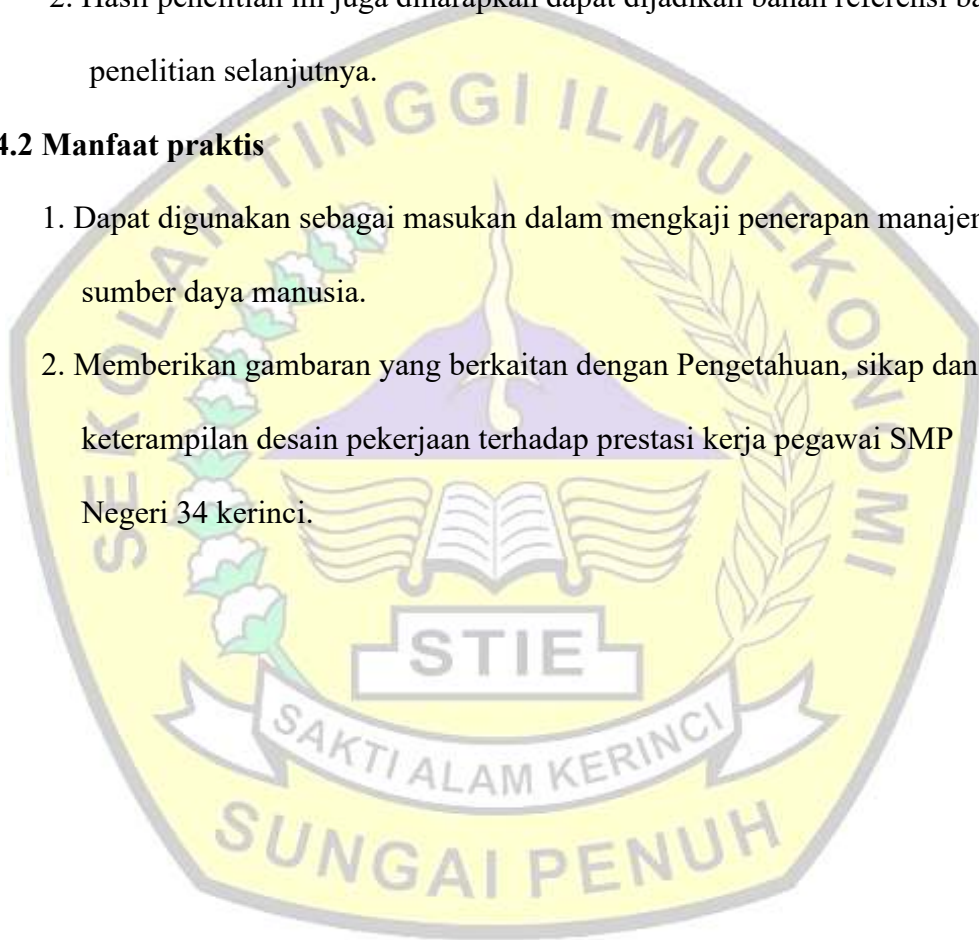 2. Hasil penelitian ini juga diharapkan dapat dijadikan bahan referensi
penelitian selanjutnya.
4.2 Manfaat praktis
1. Dapat digunakan sebagai masukan dalam mengkaji penerapan
sumber daya manusia.
2. Memberikan gambaran yang berkaitan dengan Pengetahuan, sikap dan
keterampilan desain pekerjaan terhadap prestasi kerja pegawai SMP
Negeri 34 kerinci.
SEKOLAH TINGGI ILMU EKONOMI
STIE
SAKTI ALAM KERINCI
SUNGAI PENUH